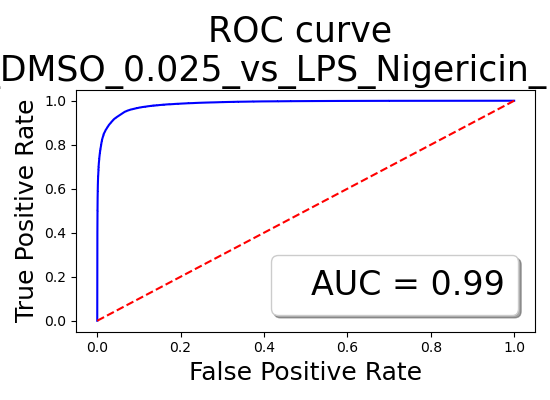 ROC curve
_DMSO_0.025_vs_LPS_Nigericin_
True Positive Rate
1.0
0.8
0.6
0.4
0.2
0.0
AUC = 0.99
0.0 0.2 0.4 0.6 0.8 1.0
False Positive Rate